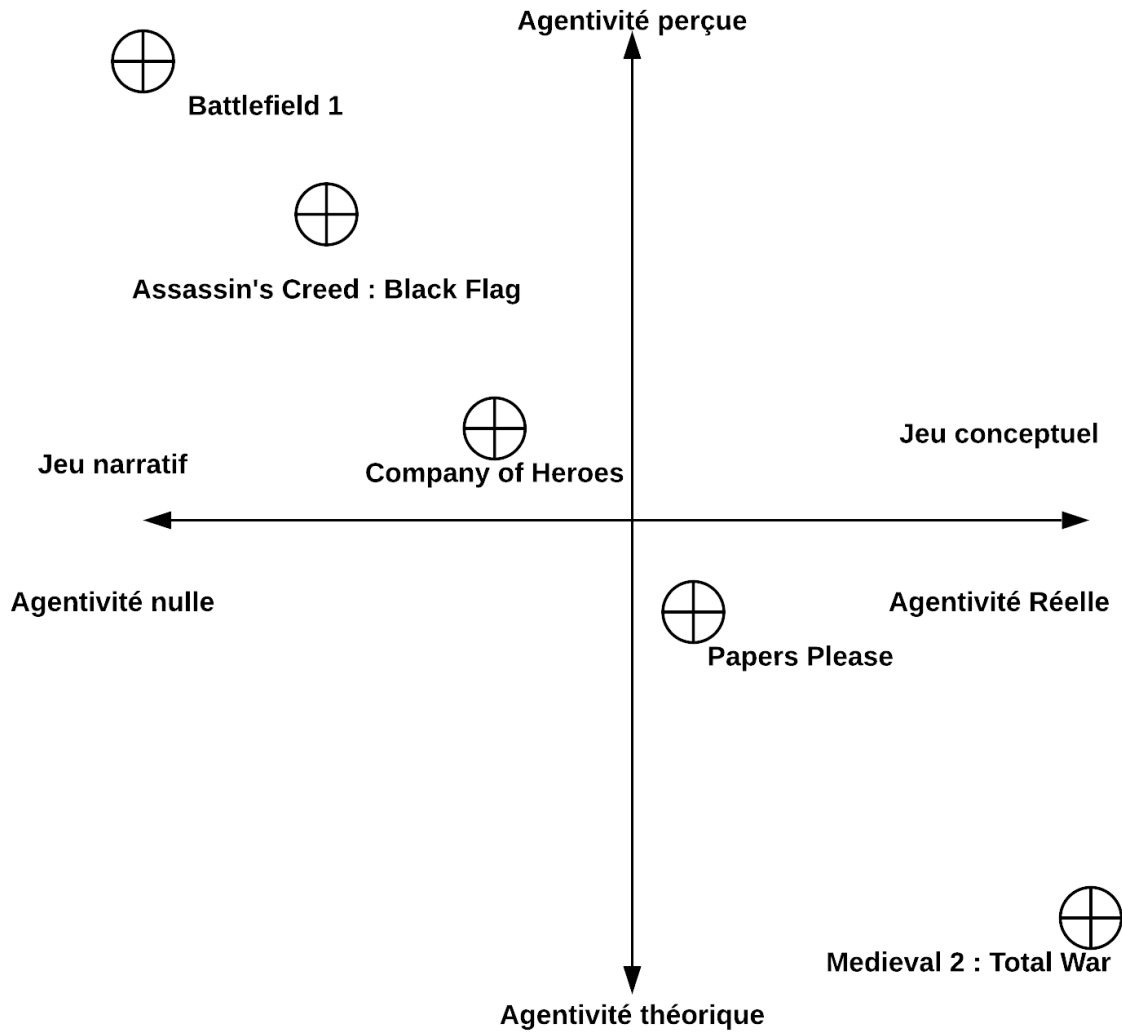 Agentivité perçue
Battlefield 1
Assassin's Creed : Black Flag
Jeu conceptuel
Jeu narratif
Company of Heroes
Agentivité nulle
Agentivité Réelle
Papers Please
Medieval 2 : Total War
Agentivité théorique